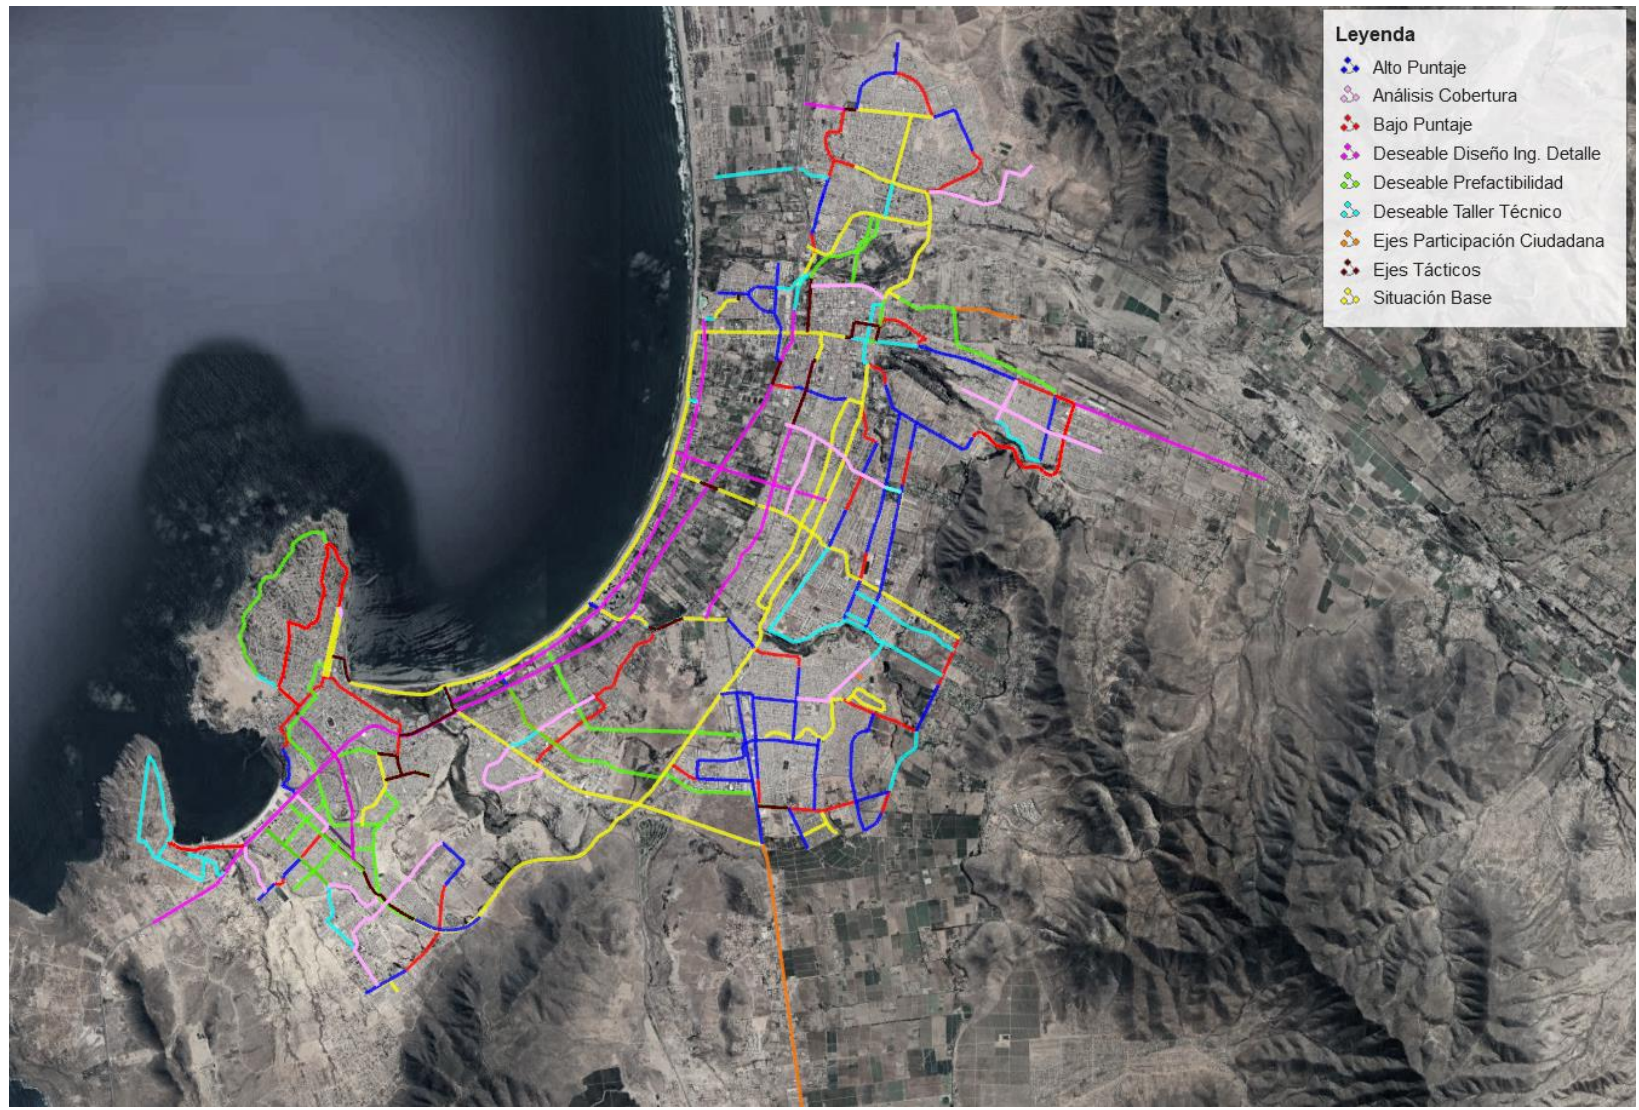 Leyenda
Alto Puntaje
Análisis Cobertura
Bajo Puntaje
Deseable Diseño Ing. Detalle
Deseable Prefactibilidad
Deseable Taller Técnico
Ejes Participación Ciudadana
Ejes Tácticos
Situación Base